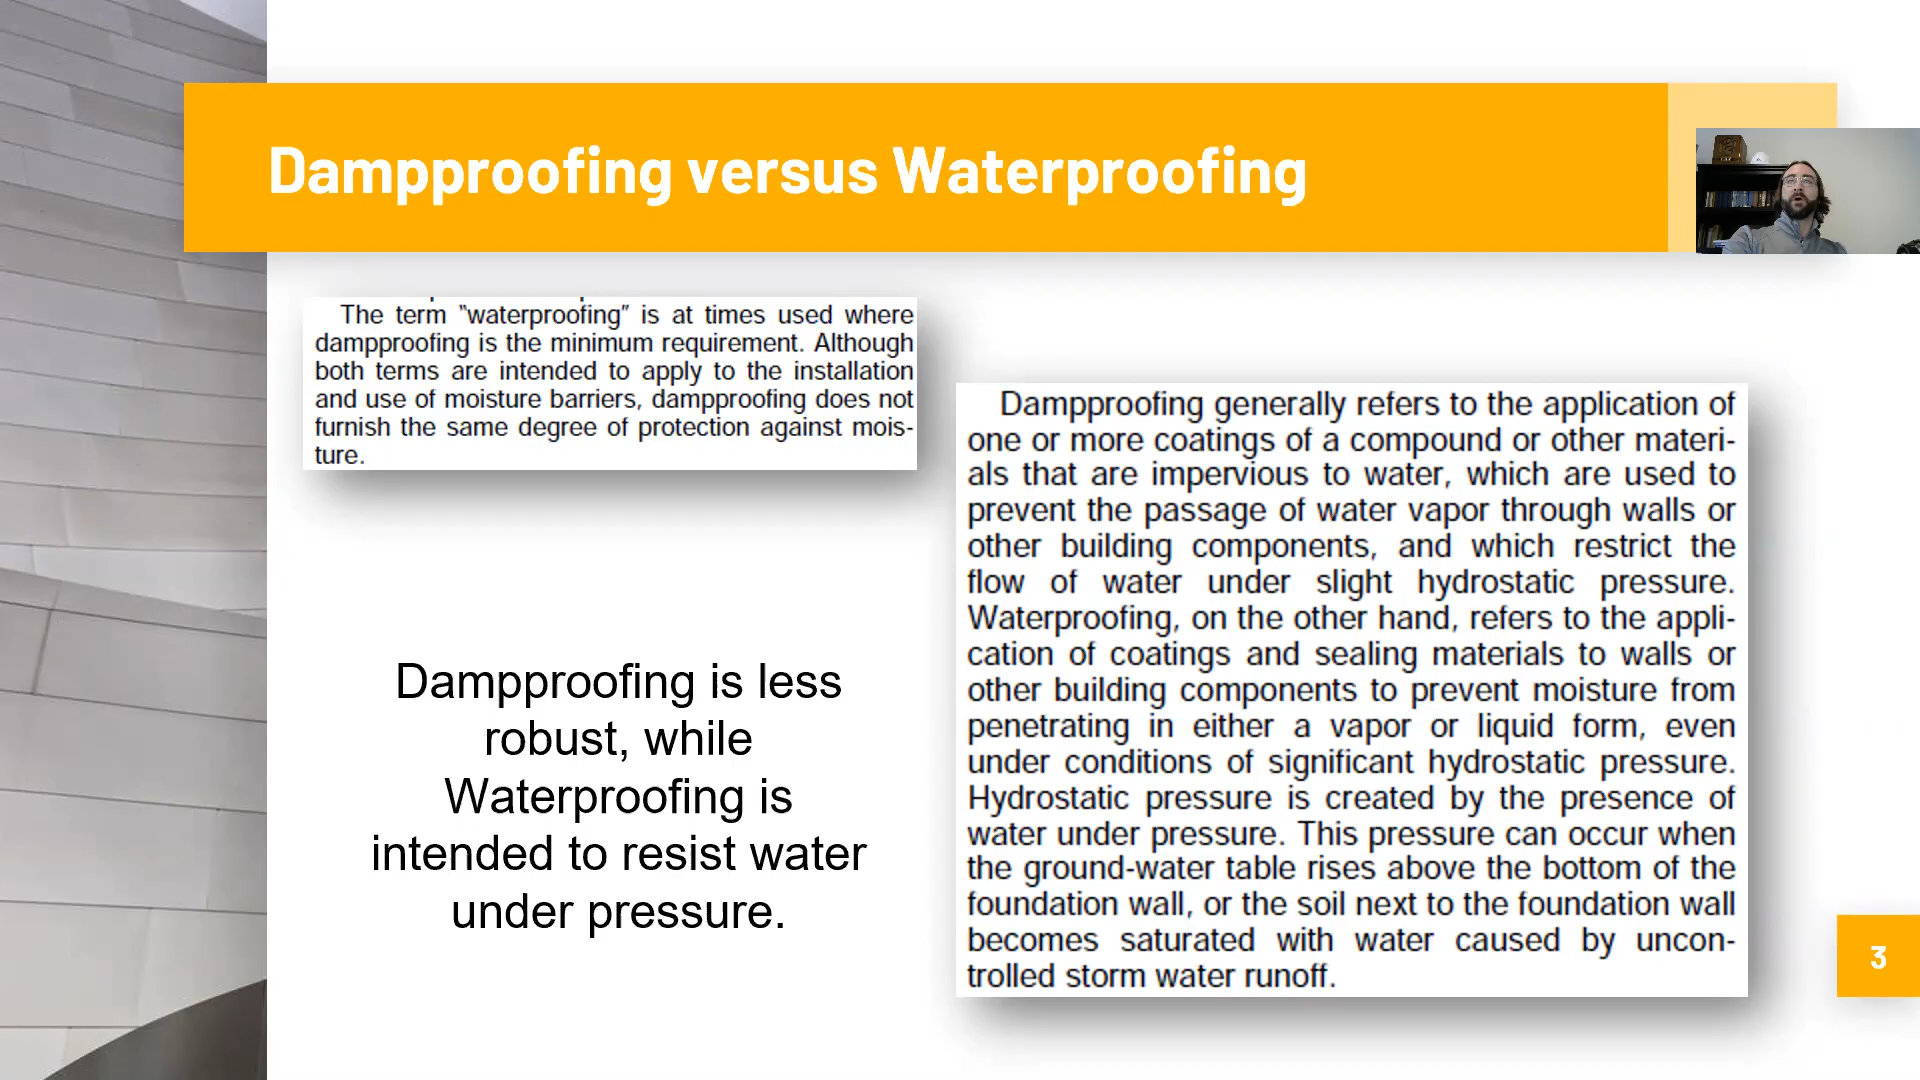 Dampproofing versus Waterproofing
The term "waterproofing" is at times used where
dampproofing is the minimum requirement. Although
both terms are intended to apply to the installation
and use of moisture barriers, dampproofing does not
furnish the same degree of protection against mois-
ture.
Dampproofing is less
robust, while
Waterproofing is
intended to resist water
under pressure.
Dampproofing generally refers to the application of
one or more coatings of a compound or other materi-
als that are impervious to water, which are used to
prevent the passage of water vapor through walls or
other building components, and which restrict the
flow of water under slight hydrostatic pressure.
Waterproofing, on the other hand, refers to the appli-
cation of coatings and sealing materials to walls or
other building components to prevent moisture from
penetrating in either a vapor or liquid form, even
under conditions of significant hydrostatic pressure.
Hydrostatic pressure is created by the presence of
water under pressure. This pressure can occur when
the ground-water table rises above the bottom of the
foundation wall, or the soil next to the foundation wall
becomes saturated with water caused by uncon-
trolled storm water runoff.
3